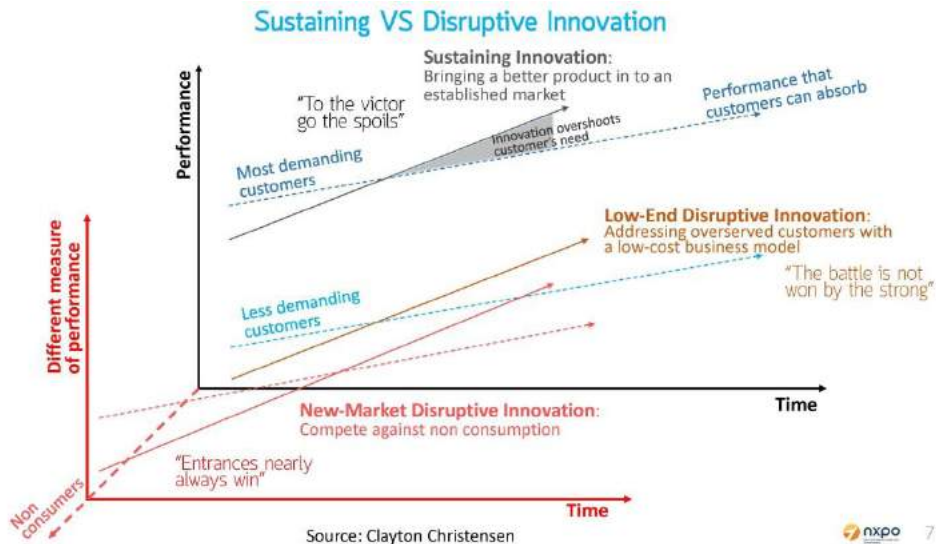 Sustaining VS Disruptive Innovation
Sustaining Innovation:
Bringing a better product in to an
established market
"To the victor
go the spoils"
Performance that
customers can absorb
Innovation overshoots
customer's need
Most demanding
customers
Performance
Low-End Disruptive Innovation:
Addressing overserved customers with
a low-cost business model
"The battle is not
won by the strong"
Different measure
of performance
Less demanding
customers
Time
New-Market Disruptive Innovation:
Compete against non consumption
"Entrances nearly
always win"
Non
consumers
Time
Source: Clayton Christensen
nxpo
7